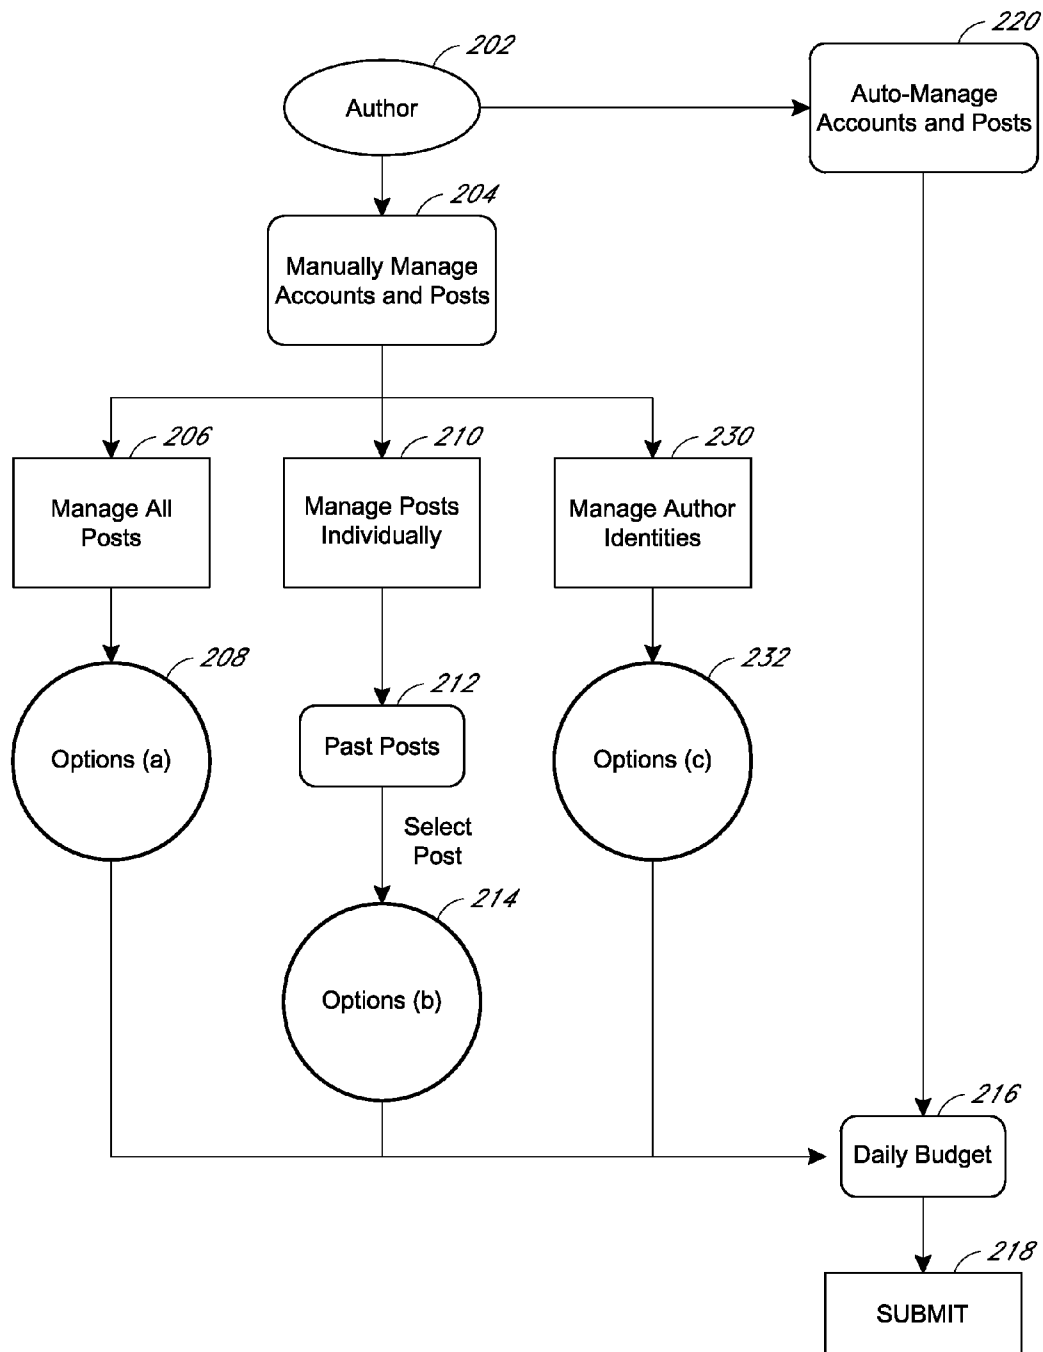 202
Author
220
Auto-Manage
Accounts and Posts
204
Manually Manage
Accounts and Posts
206
Manage All
Posts
210
Manage Posts
Individually
230
Manage Author
Identities
208
Options (a)
212
Past Posts
232
Options (c)
Select
Post
214
Options (b)
216
Daily Budget
218
SUBMIT